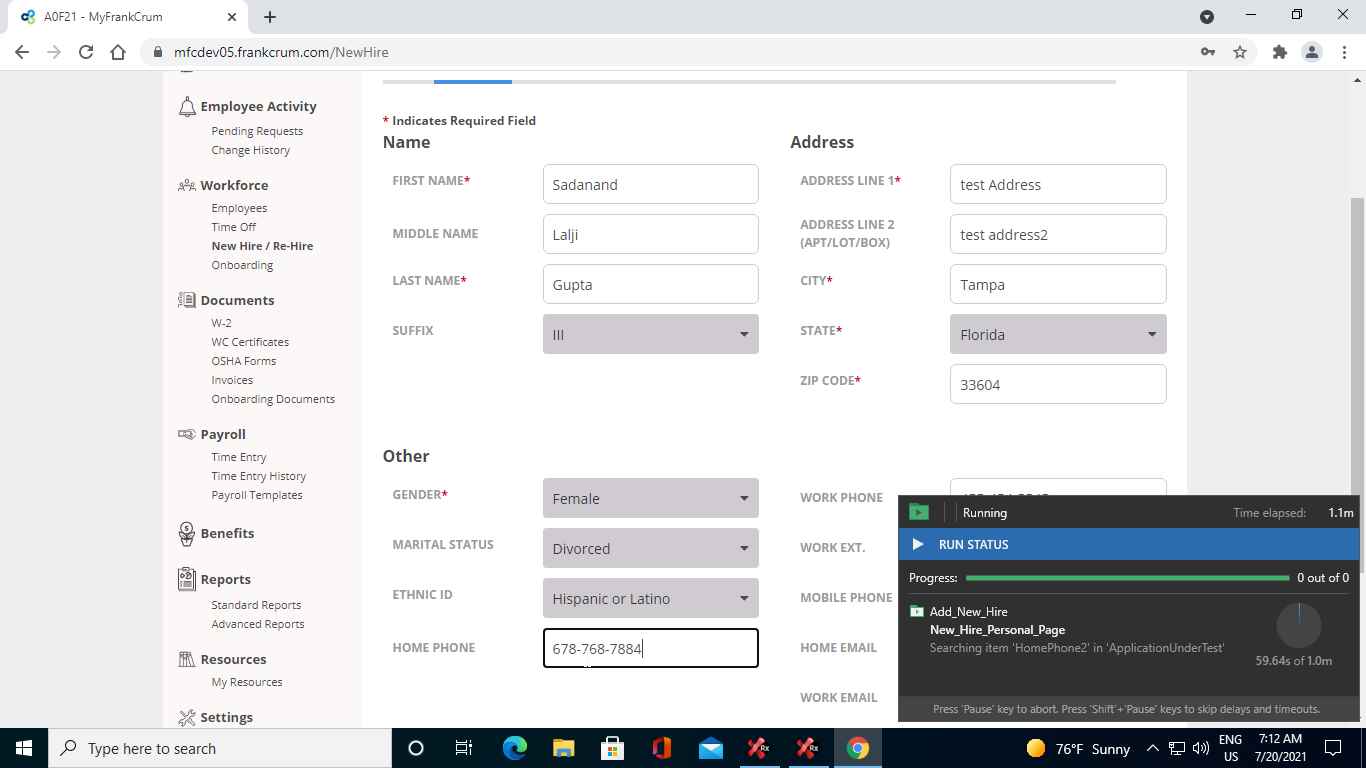 A0F21 - MyFrankCrum
mfcdev05.frankcrum.com/NewHire
Employee Activity
Pending Requests
Change History
Workforce
Employees
Time Off
New Hire / Re-Hire
Onboarding
Documents
W-2
WC Certificates
OSHA Forms
Invoices
Onboarding Documents
Payroll
Time Entry
Time Entry History
Payroll Templates
Benefits
Reports
Standard Reports
Advanced Reports
Resources
My Resources
Settings
* Indicates Required Field
Name
FIRST NAME* Sadanand
MIDDLE NAME Lalji
LAST NAME* Gupta
SUFFIX III
Address
ADDRESS LINE 1* test Address
ADDRESS LINE 2
(APT/LOT/BOX) test address2
CITY* Tampa
STATE* Florida
ZIP CODE* 33604
Other
GENDER* Female
MARITAL STATUS Divorced
ETHNIC ID Hispanic or Latino
HOME PHONE 678-768-7884
WORK PHONE
WORK EXT.
MOBILE PHONE
HOME EMAIL
WORK EMAIL
Running Time elapsed: 1.1m
RUN STATUS
Progress: 0 out of 0
Add_New_Hire
New_Hire_Personal_Page
Searching item 'HomePhone2' in 'ApplicationUnderTest'
59.64s of 1.0m
Press 'Pause' key to abort. Press 'Shift'+'Pause' keys to skip delays and timeouts.
Type here to search
Rx
Rx
76°F Sunny
ENG
US
7:12 AM
7/20/2021